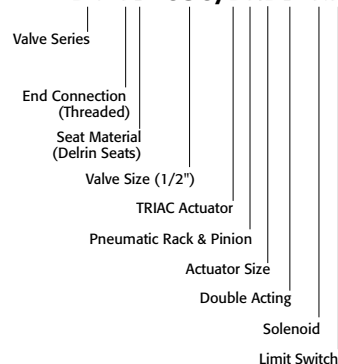 Valve Series
End Connection
(Threaded)
Seat Material
(Delrin Seats)
Valve Size (1/2")
TRIAC Actuator
Pneumatic Rack & Pinion
Actuator Size
Double Acting
Solenoid
Limit Switch